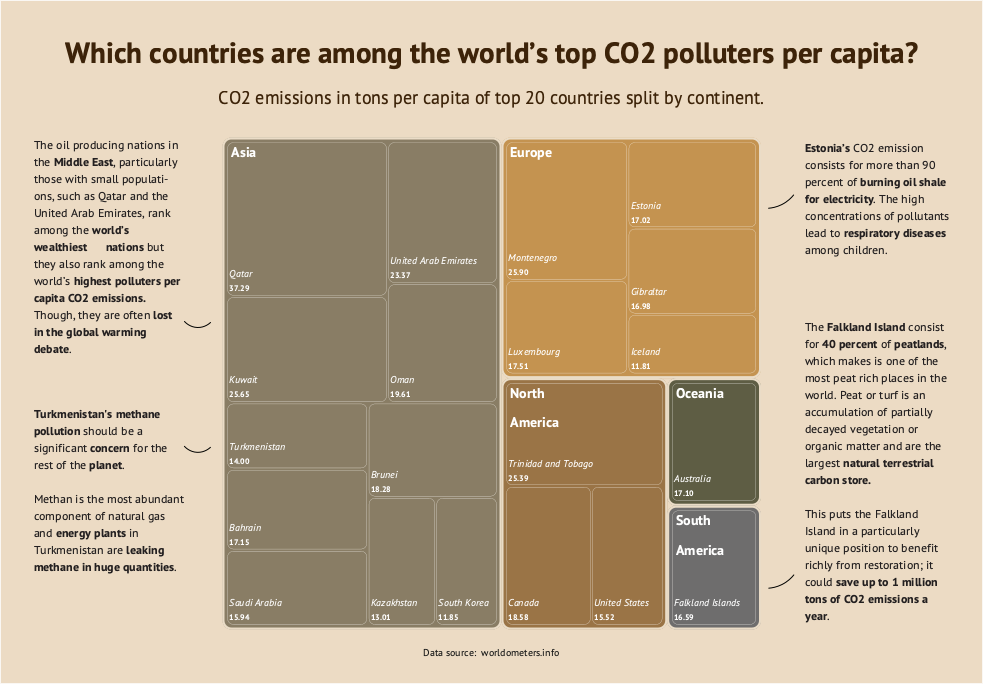 Which countries are among the world's top CO2 polluters per capita?
CO2 emissions in tons per capita of top 20 countries split by continent.
The oil producing nations in
the Middle East, particularly
those with small populati-
ons, such as Qatar and the
United Arab Emirates, rank
among the world's
wealthiest nations but
they also rank among the
world's highest polluters per
capita CO2 emissions.
Though, they are often lost
in the global warming
debate.
Turkmenistan's methane
pollution should be a
significant concern for the
rest of the planet.
Methan is the most abundant
component of natural gas
and energy plants in
Turkmenistan are leaking
methane in huge quantities.
Asia
Qatar
37.29
United Arab Emirates
23.37
Kuwait
25.65
Oman
19.61
Turkmenistan
14.00
Brunei
18.28
Bahrain
17.15
Saudi Arabia
15.94
Kazakhstan
13.01
South Korea
11.85
Europe
Montenegro
25.90
Estonia
17.02
Gibraltar
16.98
Luxembourg
17.51
Iceland
11.81
North
America
Trinidad and Tobago
25.39
Canada
18.58
United States
15.52
Oceania
Australia
17.10
South
America
Falkland Islands
16.59
Estonia's CO2 emission
consists for more than 90
percent of burning oil shale
for electricity. The high
concentrations of pollutants
lead to respiratory diseases
among children.
The Falkland Island consist
for 40 percent of peatlands,
which makes is one of the
most peat rich places in the
world. Peat or turf is an
accumulation of partially
decayed vegetation or
organic matter and are the
largest natural terrestrial
carbon store.
This puts the Falkland
Island in a particularly
unique position to benefit
richly from restoration; it
could save up to 1 million
tons of CO2 emissions a
year.
Data source: worldometers.info